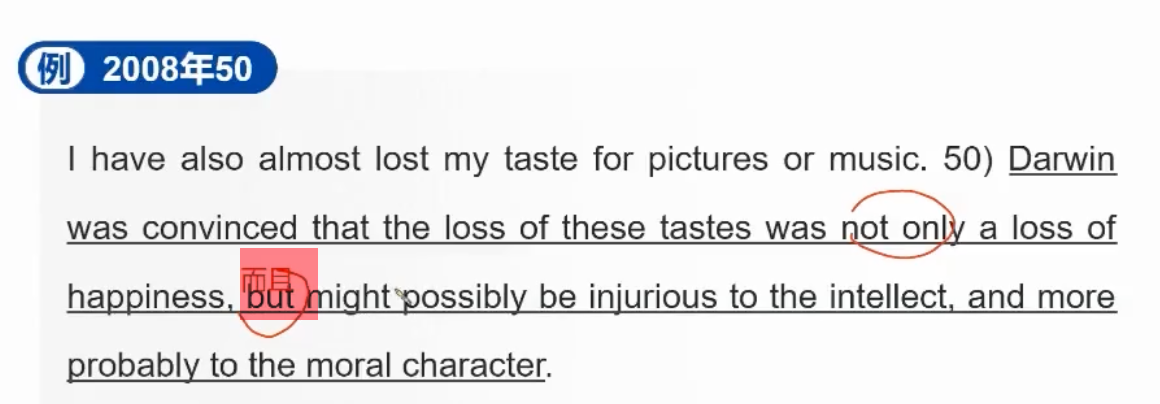 例 2008年50
I have also almost lost my taste for pictures or music. 50) Darwin
was convinced that the loss of these tastes was not only a loss of
而且
happiness, but might possibly be injurious to the intellect, and more
probably to the moral character.